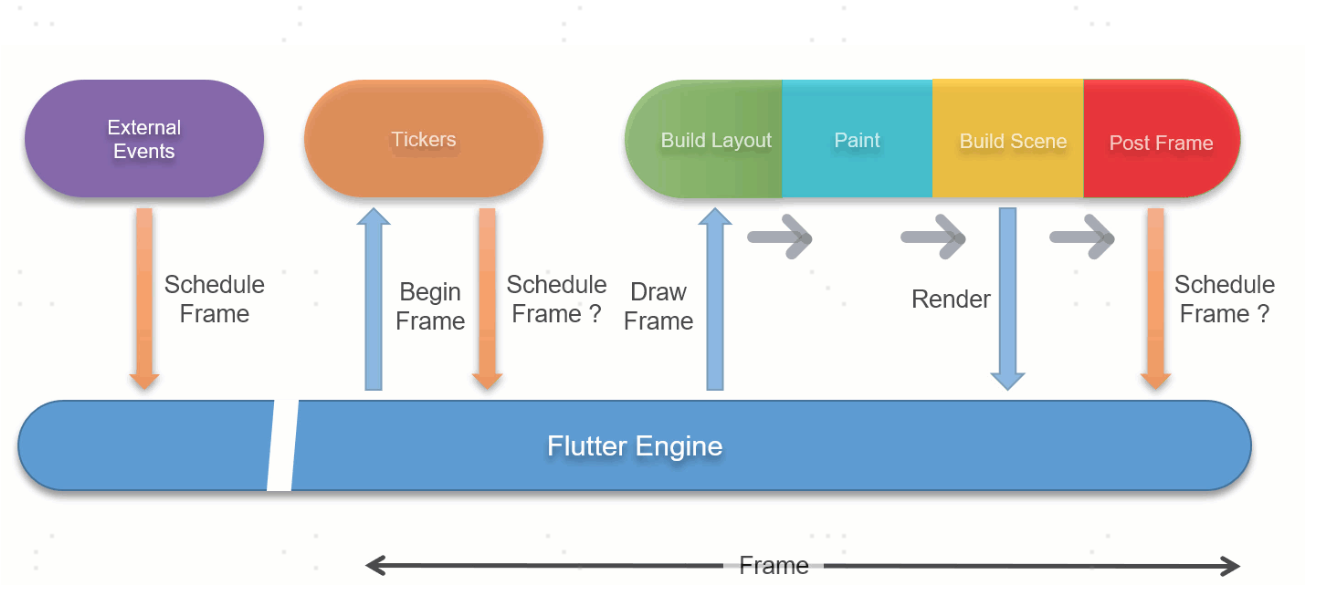 External
Events
Tickers
Build Layout
Paint
Build Scene
Post Frame
Schedule
Frame
Begin
Frame
Schedule
Frame ?
Draw
Frame
Render
Schedule
Frame ?
Flutter Engine
Frame